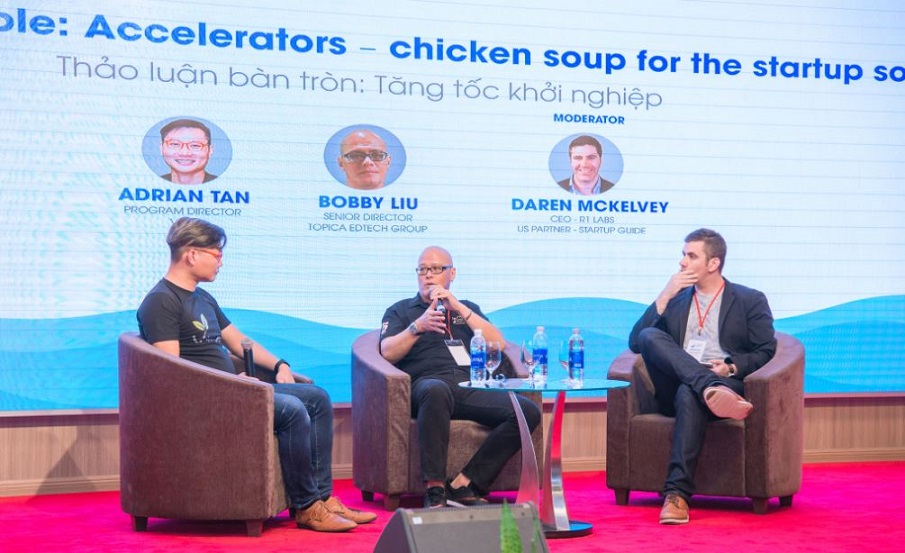 ole: Accelerators – chicken soup for the startup so
Thảo luận bàn tròn: Tăng tốc khởi nghiệp
MODERATOR
ADRIAN TAN
PROGRAM DIRECTOR
BOBBY LIU
SENIOR DIRECTOR
TOPICA EDTECH GROUP
DAREN MCKELVEY
CEO - R1 LABS
US PARTNER - STARTUP GUIDE